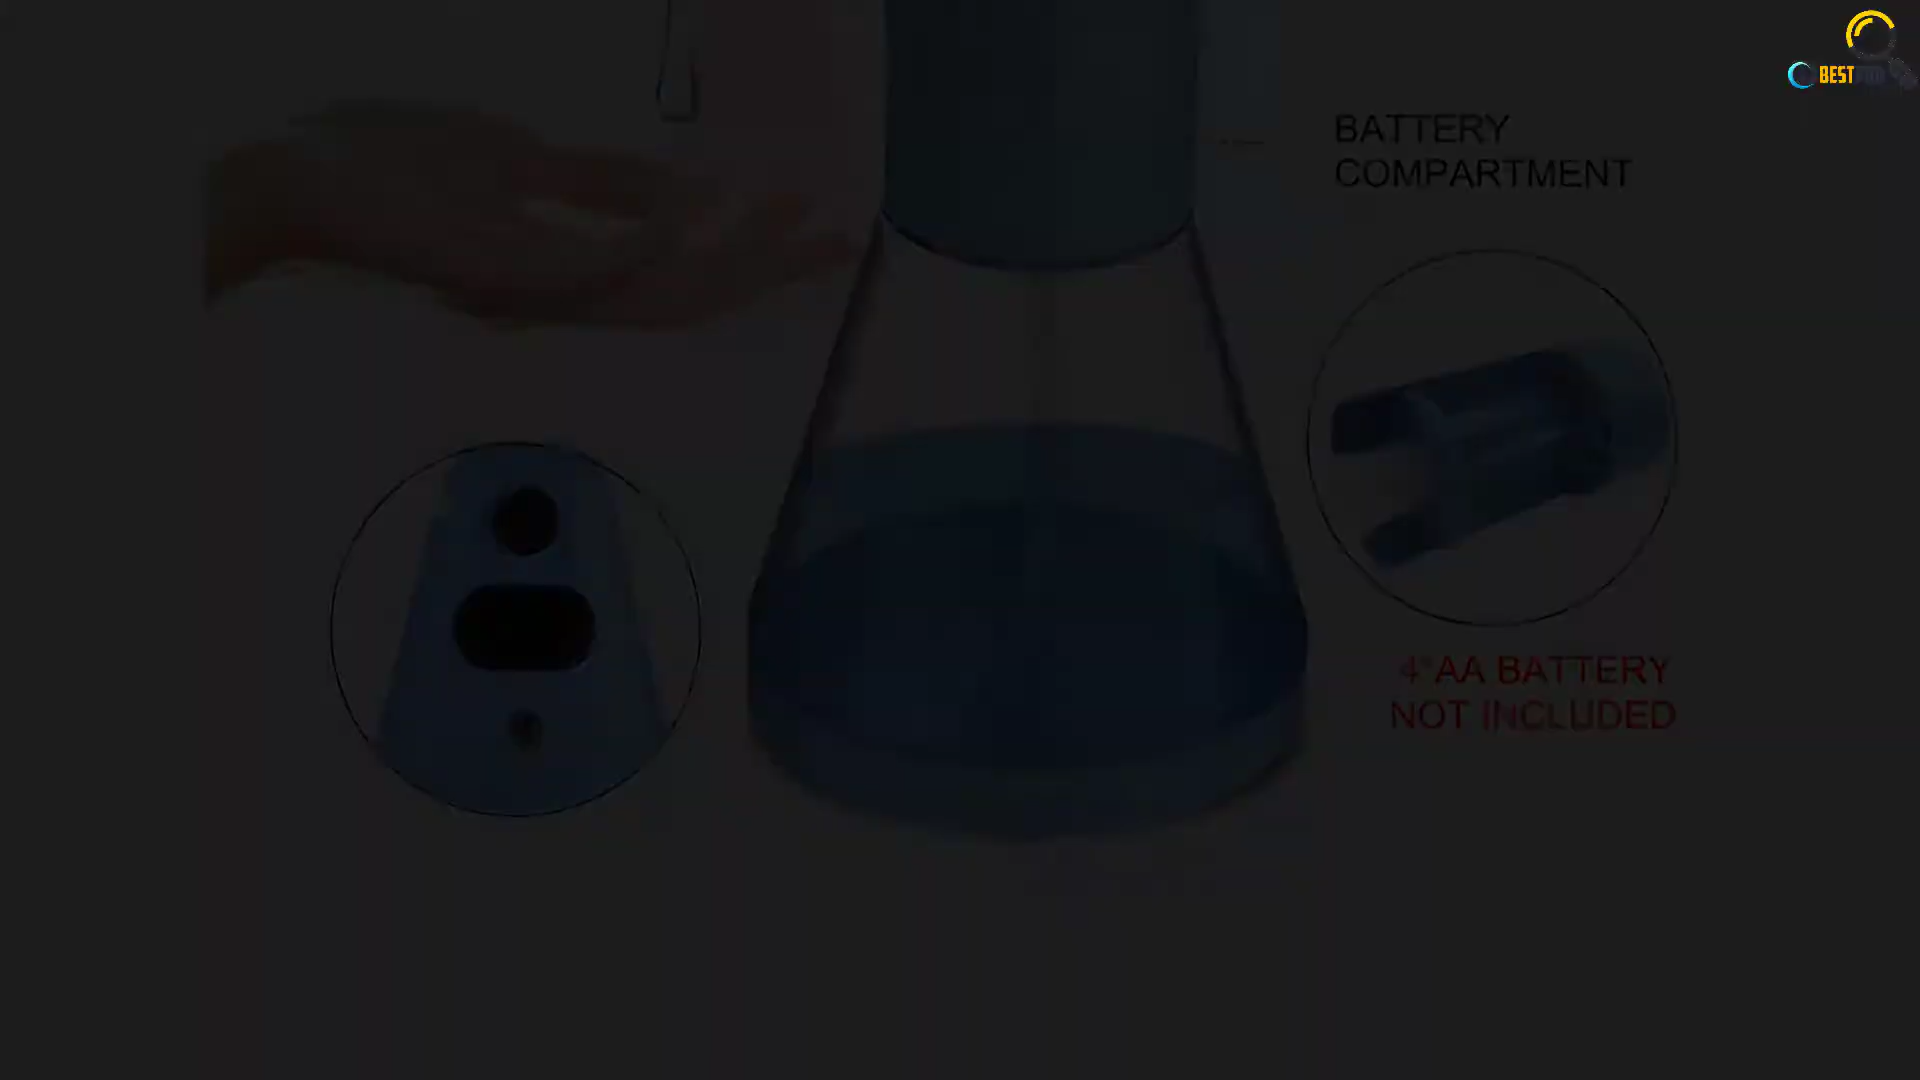 BEST
BATTERY
COMPARTMENT
4*AA BATTERY
NOT INCLUDED